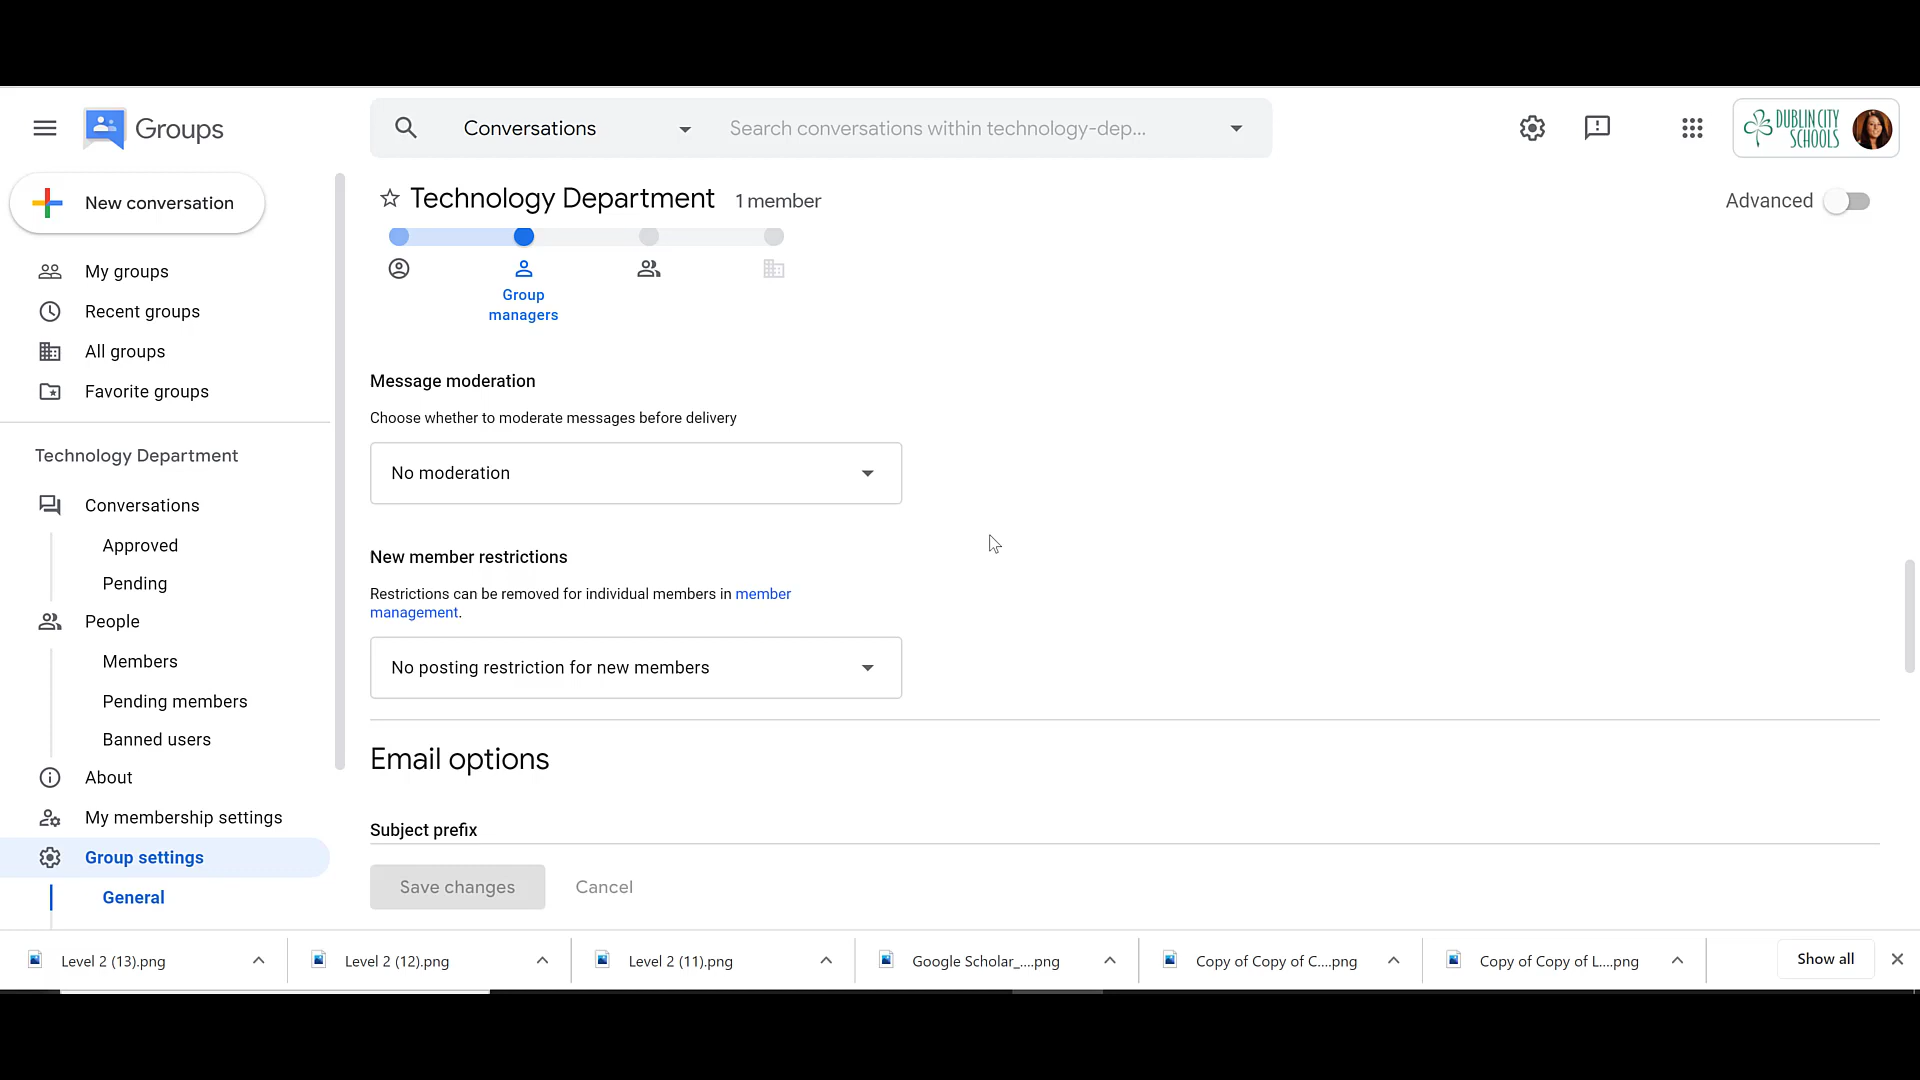 Groups
Conversations
Search conversations within technology-dep...
DUBLIN CITY
SCHOOLS
New conversation
My groups
Recent groups
All groups
Favorite groups
Technology Department
Conversations
Approved
Pending
People
Members
Pending members
Banned users
About
My membership settings
Group settings
General
Technology Department 1 member
Advanced
Group
managers
Message moderation
Choose whether to moderate messages before delivery
No moderation
New member restrictions
Restrictions can be removed for individual members in member
management.
No posting restriction for new members
Email options
Subject prefix
Save changes Cancel
Level 2 (13).png
Level 2 (12).png
Level 2 (11).png
Google Scholar_....png
Copy of Copy of C....png
Copy of Copy of L....png
Show all